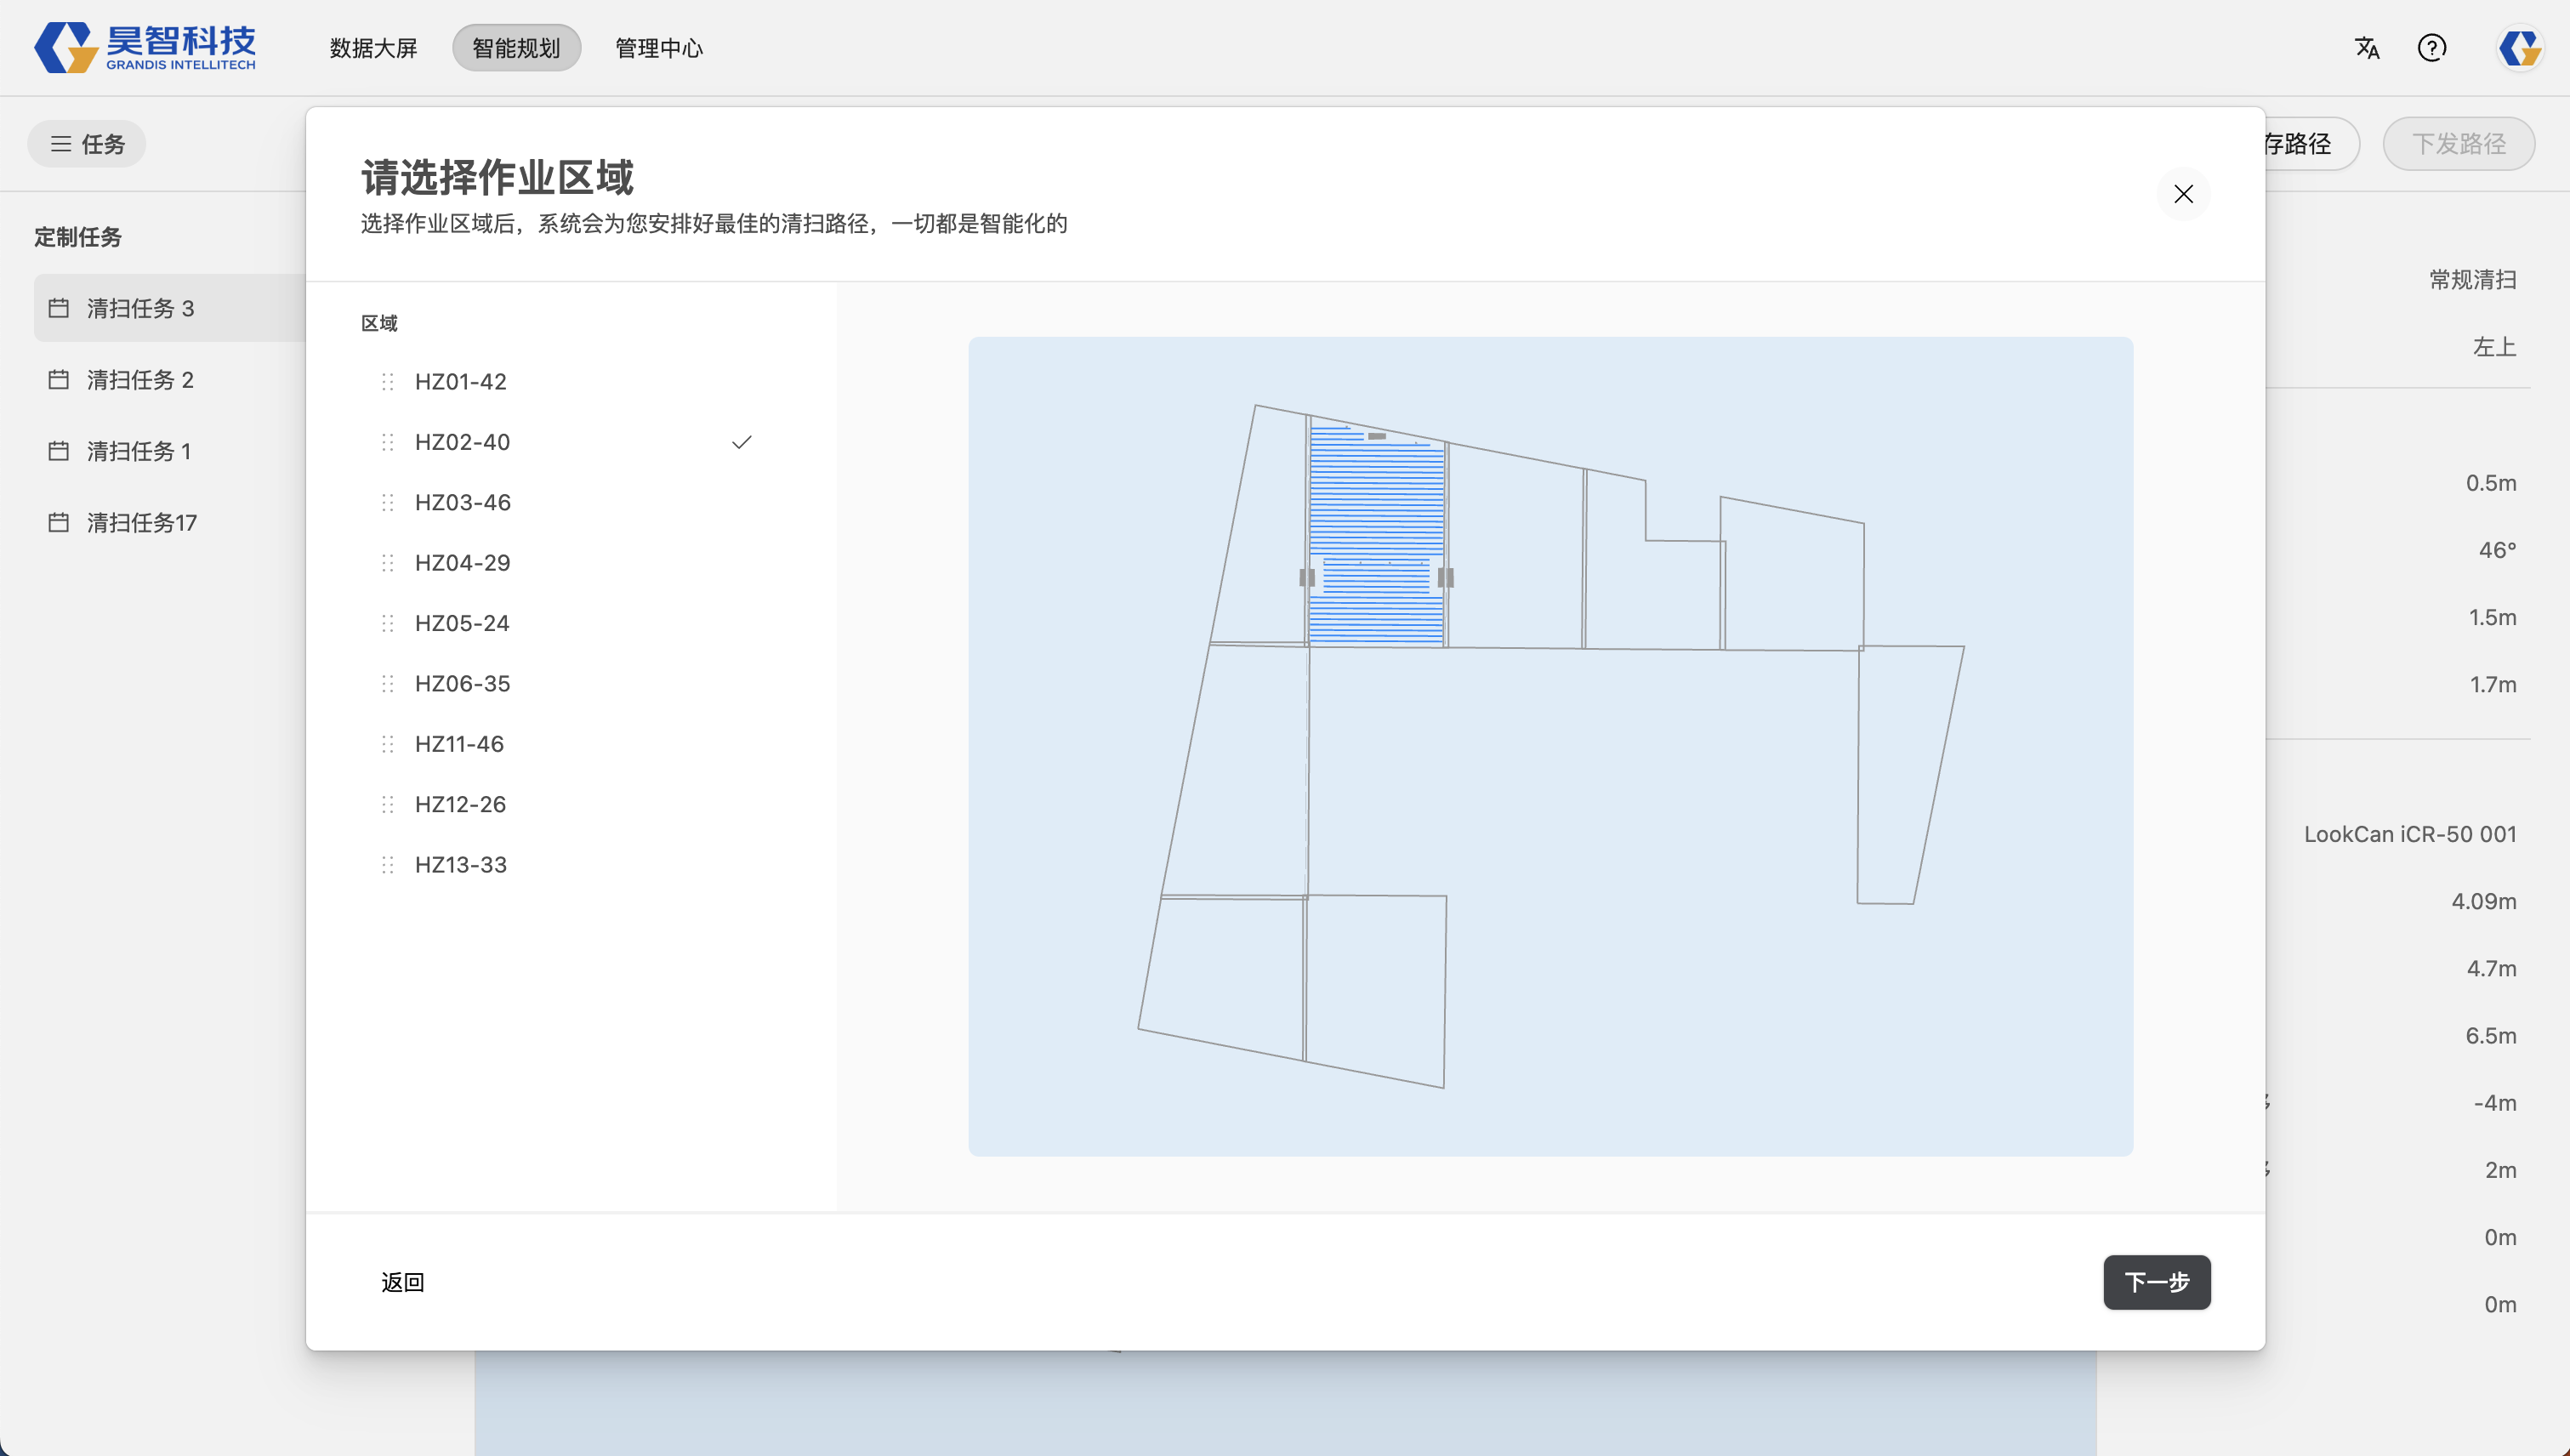 昊智科技
GRANDIS INTELLITECH
数据大屏
智能规划
管理中心
任务
存路径
下发路径
定制任务
清扫任务 3
清扫任务 2
清扫任务 1
清扫任务17
请选择作业区域
选择作业区域后，系统会为您安排好最佳的清扫路径，一切都是智能化的
区域
HZ01-42
HZ02-40
HZ03-46
HZ04-29
HZ05-24
HZ06-35
HZ11-46
HZ12-26
HZ13-33
返回
下一步
常规清扫
左上
0.5m
46°
1.5m
1.7m
LookCan iCR-50 001
4.09m
4.7m
6.5m
-4m
2m
0m
0m